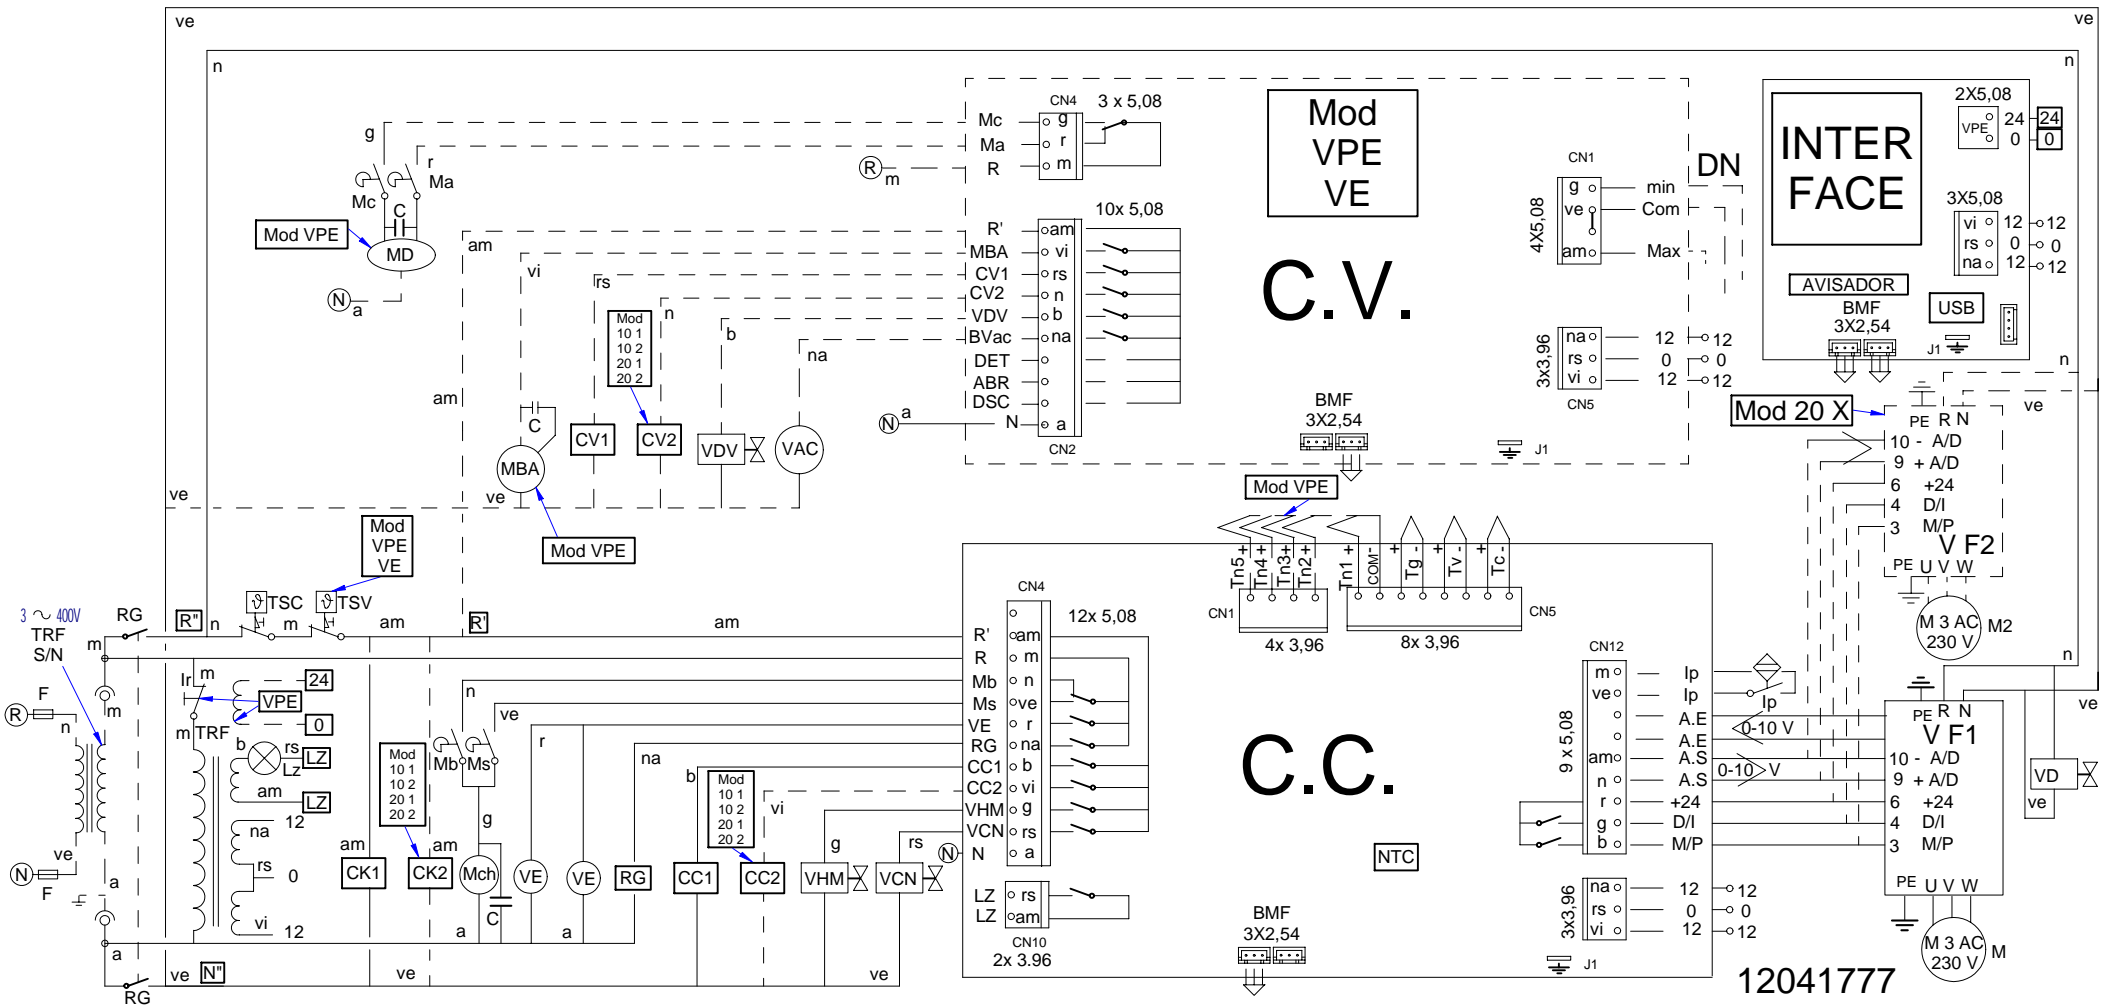 ve
ve
n
n
Mc
Ma
R
CN4
3 x 5,08
g
r
m
g
r
Mc
Ma
C
MD
Mod VPE
N
a
R
m
Mod
VPE
VE
C.V.
R'
MBA
CV1
CV2
VDV
BVac
DET
ABR
DSC
N
10x 5,08
am
vi
rs
n
b
na
a
CN2
N
a
am
am
vi
rs
n
b
na
Mod
10 1
10 2
20 1
20 2
C
MBA
CV1
CV2
VDV
VAC
ve
ve
Mod VPE
CN1
4X5,08
g
ve
am
min
Com
Max
DN
3x3,96
na
rs
vi
12
0
12
12
0
12
CN5
BMF
3X2,54
J1
INTER
FACE
2X5,08
VPE
24
0
24
0
3X5,08
vi
rs
na
12
0
12
12
0
12
AVISADOR
USB
BMF
3X2,54
J1
n
ve
Mod 20 X
PE R N
10 - A/D
9 + A/D
6 +24
4 D/I
3 M/P
V F2
PE U V W
M 3 AC
230 V
M2
Mod
VPE
VE
TSC
TSV
3 ~ 400V
TRF
S/N
RG
R"
n
m
am
R'
am
m
m
R
F
n
ve
N
F
a
a
RG
Ir
m
m
TRF
VPE
24
0
b
rs
Lz
LZ
am
LZ
na
12
rs
0
vi
12
ve
N"
Mod
10 1
10 2
20 1
20 2
am
CK1
am
CK2
ve
n
ve
Mb
Ms
g
Mch
C
a
r
VE
VE
a
na
RG
b
CC1
Mod
10 1
10 2
20 1
20 2
vi
CC2
ve
g
VHM
rs
VCN
ve
N
CN4
12x 5,08
R'
R
Mb
Ms
VE
RG
CC1
CC2
VHM
VCN
N
am
m
n
ve
r
na
b
vi
g
rs
a
LZ
LZ
rs
am
CN10
2x 3.96
C.C.
NTC
Mod VPE
Tn5 +
Tn4 +
Tn3 +
Tn2 +
CN1
4x 3,96
Tn1 +
COM -
+ Tg -
+ Tv -
+ Tc -
CN5
8x 3,96
BMF
3X2,54
J1
CN12
9 x 5,08
m
ve
am
n
r
g
b
Ip
Ip
A.E
A.E
A.S
A.S
+24
D/I
M/P
Ip
0-10 V
0-10 V
3x3,96
na
rs
vi
12
0
12
12
0
12
PE R N
V F1
10 - A/D
9 + A/D
6 +24
4 D/I
3 M/P
PE U V W
M 3 AC
230 V
M
n
ve
VD
ve
12041777